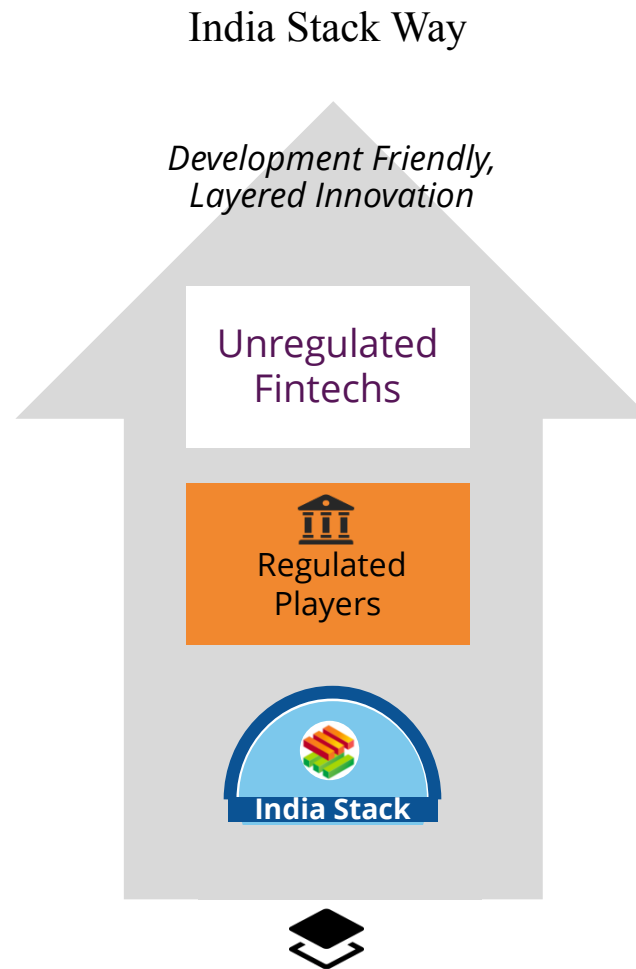 India Stack Way
Development Friendly,
Layered Innovation
Unregulated
Fintechs
Regulated
Players
India Stack